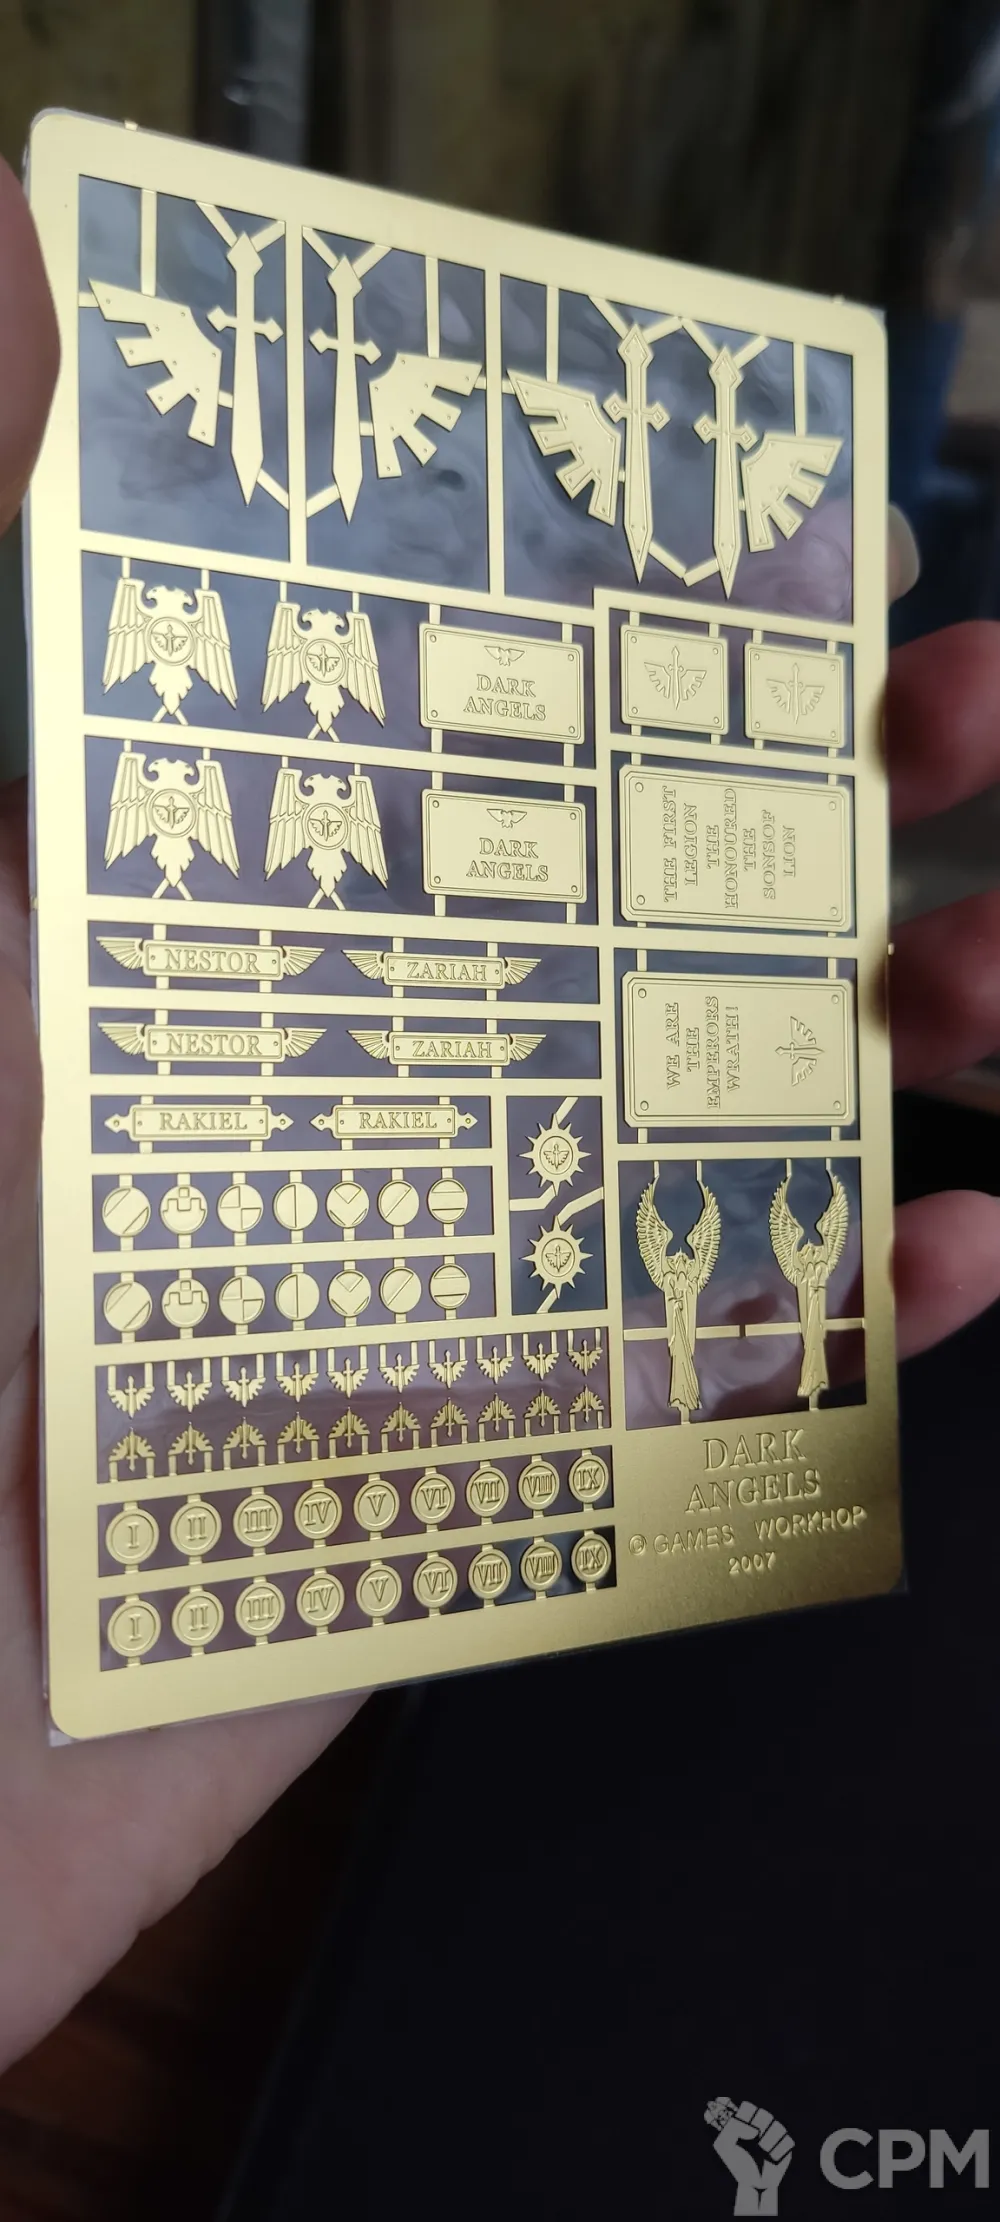 DARK
ANGELS
DARK
ANGELS
THE FIRST
LEGION
THE
HONOURED
THE
SONSOF
LION
NESTOR
ZARIAH
NESTOR
ZARIAH
WE ARE
THE
EMPERORS
WRATH!
RAKIEL
RAKIEL
I II III IV V VI VII VIII IX
I II III IV V VI VII VIII IX
DARK
ANGELS
© GAMES WORKHOP
2007
CPM